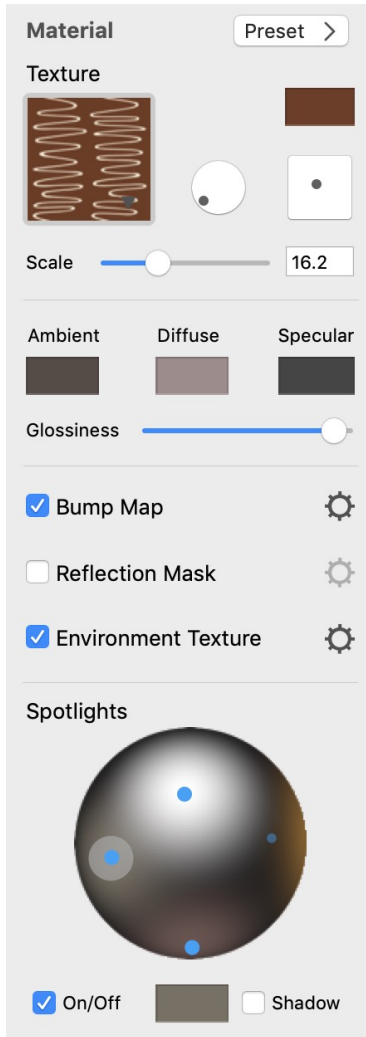 Material
Preset
Texture
Scale
16.2
Ambient Diffuse Specular
Glossiness
Bump Map
Reflection Mask
Environment Texture
Spotlights
On/Off
Shadow